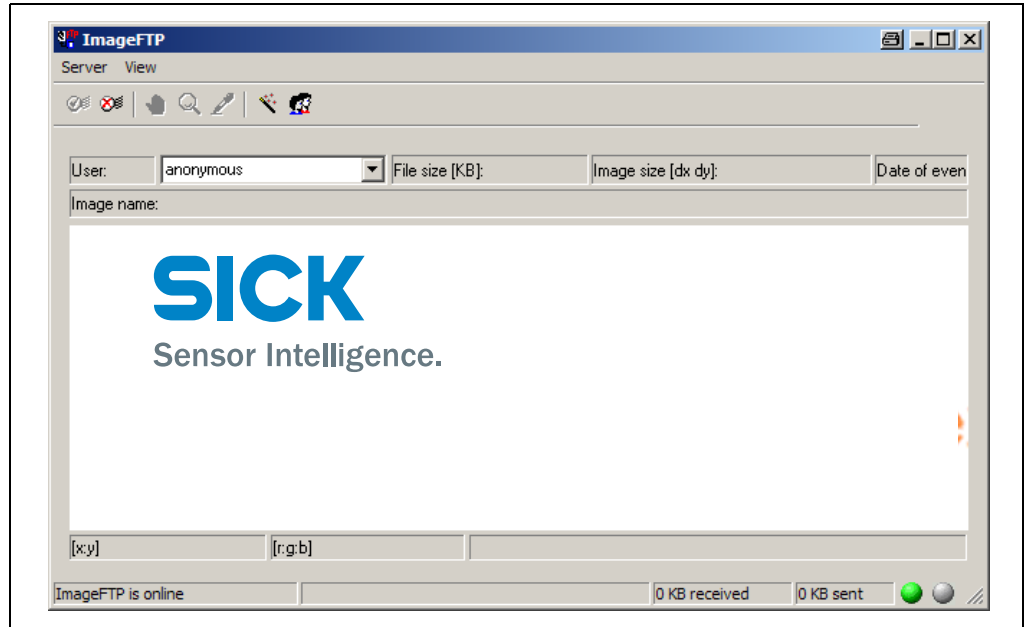 ImageFTP
Server View
User: anonymous File size [KB]: Image size [dx dy]: Date of even
Image name:
SICK
Sensor Intelligence.
[x:y] [r:g:b]
ImageFTP is online 0 KB received 0 KB sent